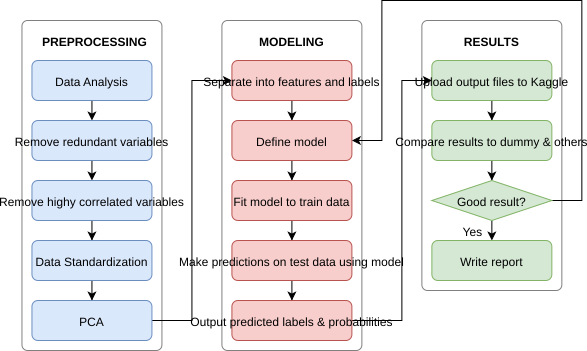 PREPROCESSING
Data Analysis
Remove redundant variables
Remove highy correlated variables
Data Standardization
PCA
MODELING
Separate into features and labels
Define model
Fit model to train data
Make predictions on test data using model
Output predicted labels & probabilities
RESULTS
Upload output files to Kaggle
Compare results to dummy & others
Good result?
Yes
Write report